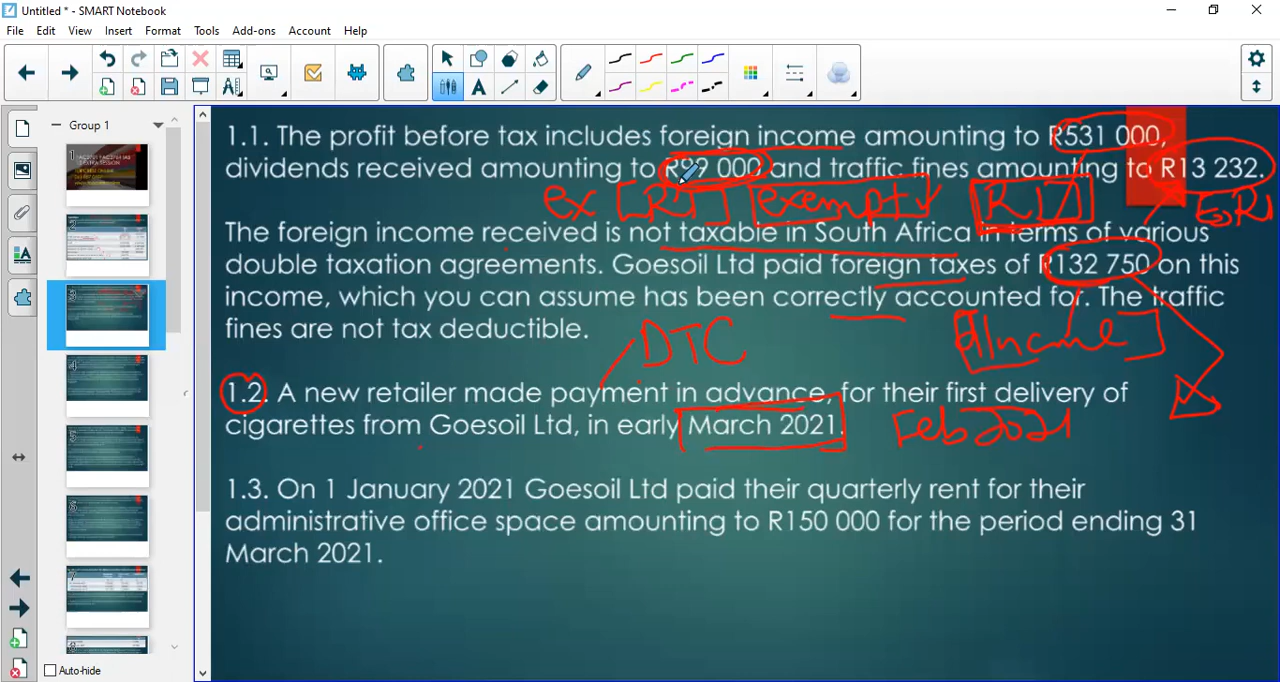 Untitled * - SMART Notebook
File Edit View Insert Format Tools Add-ons Account Help
Group 1
1.1. The profit before tax includes foreign income amounting to R531 000,
dividends received amounting to R99 000 and traffic fines amounting to R13 232.
ex [RJ] exempt
The foreign income received is not taxable in South Africa in terms of various
double taxation agreements. Goesoil Ltd paid foreign taxes of R132 750 on this
income, which you can assume has been correctly accounted for. The traffic
fines are not tax deductible.
DTC
Income
1.2. A new retailer made payment in advance, for their first delivery of
cigarettes from Goesoil Ltd, in early March 2021.
Feb 2021
1.3. On 1 January 2021 Goesoil Ltd paid their quarterly rent for their
administrative office space amounting to R150 000 for the period ending 31
March 2021.
Auto-hide